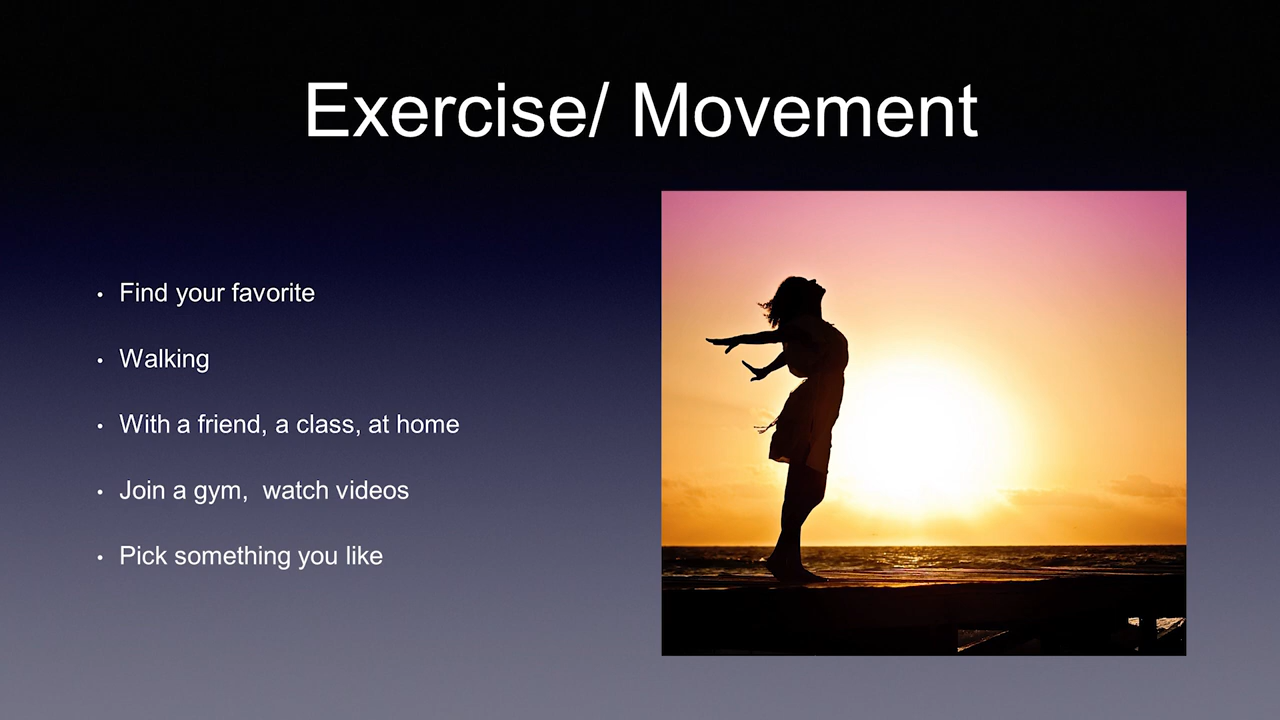 Exercise/ Movement
• Find your favorite
• Walking
• With a friend, a class, at home
• Join a gym,  watch videos
• Pick something you like